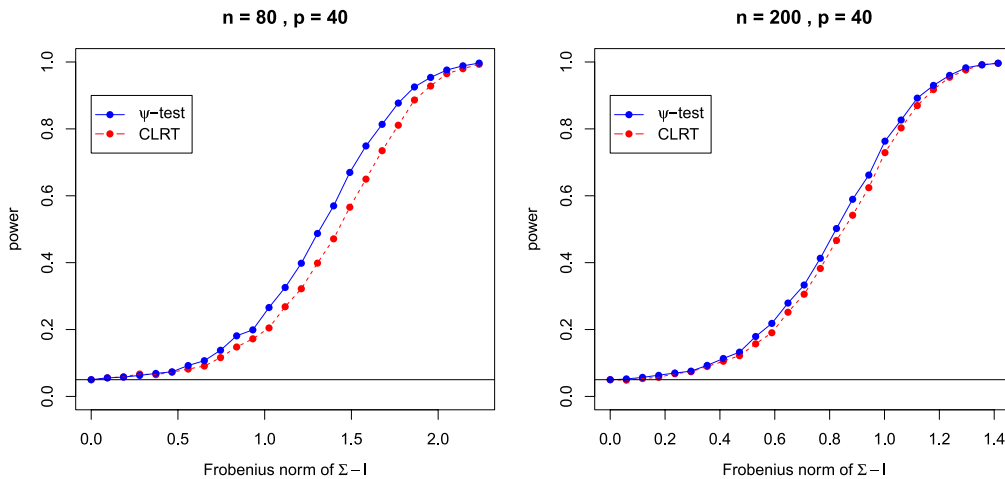 n = 80 , p = 40
power
1.0
0.8
0.6
0.4
0.2
0.0
ψ−test
CLRT
0.0 0.5 1.0 1.5 2.0
Frobenius norm of Σ−I
n = 200 , p = 40
power
1.0
0.8
0.6
0.4
0.2
0.0
ψ−test
CLRT
0.0 0.2 0.4 0.6 0.8 1.0 1.2 1.4
Frobenius norm of Σ−I